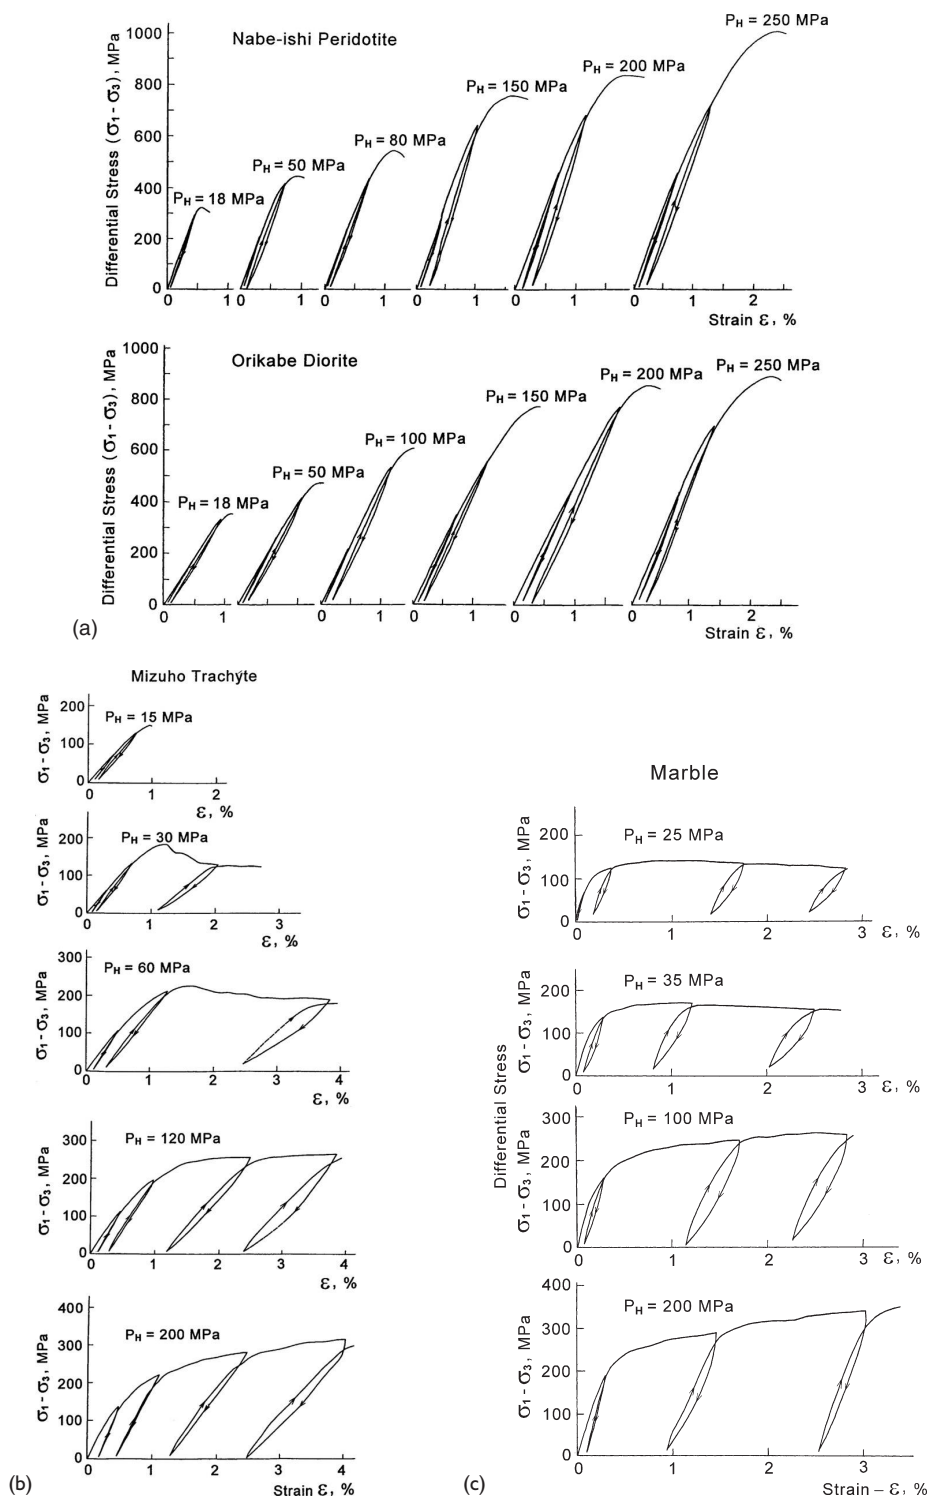 Nabe-ishi Peridotite
Differential Stress (σ₁ - σ₃), MPa
1000
800
600
400
200
0
P_H = 18 MPa
P_H = 50 MPa
P_H = 80 MPa
P_H = 150 MPa
P_H = 200 MPa
P_H = 250 MPa
0 1 0 1 0 1 0 1 0 1 0 1 2
Strain ε, %
Orikabe Diorite
Differential Stress (σ₁ - σ₃), MPa
1000
800
600
400
200
0
P_H = 18 MPa
P_H = 50 MPa
P_H = 100 MPa
P_H = 150 MPa
P_H = 200 MPa
P_H = 250 MPa
0 1 0 1 0 1 0 1 0 1 2
Strain ε, %
(a)
Mizuho Trachýte
σ₁ - σ₃, MPa
200
100
0
P_H = 15 MPa
0 1 2
ε, %
σ₁ - σ₃, MPa
200
100
0
P_H = 30 MPa
0 1 2 3
ε, %
σ₁ - σ₃, MPa
300
200
100
0
P_H = 60 MPa
0 1 2 3 4
ε, %
σ₁ - σ₃, MPa
300
200
100
0
P_H = 120 MPa
0 1 2 3 4
ε, %
σ₁ - σ₃, MPa
400
300
200
100
0
P_H = 200 MPa
0 1 2 3 4
Strain ε, %
(b)
Marble
Differential Stress
σ₁ - σ₃, MPa
200
100
0
P_H = 25 MPa
0 1 2 3 ε, %
σ₁ - σ₃, MPa
200
100
0
P_H = 35 MPa
0 1 2 3 ε, %
σ₁ - σ₃, MPa
300
200
100
0
P_H = 100 MPa
0 1 2 3 ε, %
σ₁ - σ₃, MPa
400
300
200
100
0
P_H = 200 MPa
0 1 2 3
Strain – ε, %
(c)